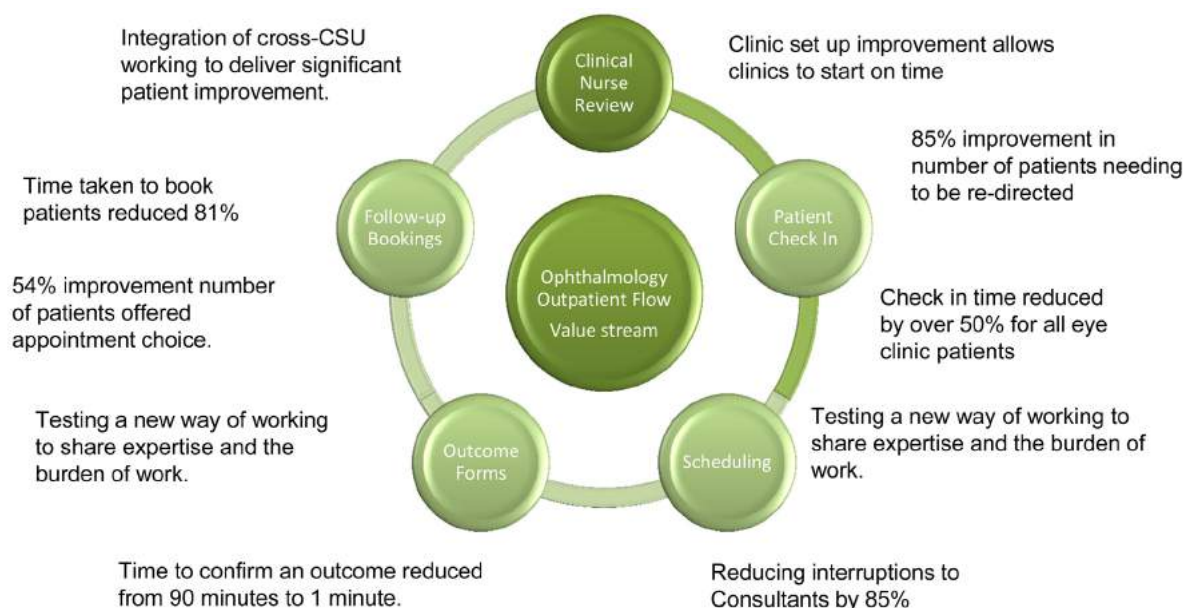 Integration of cross-CSU
working to deliver significant
patient improvement.
Clinical
Nurse
Review
Clinic set up improvement allows
clinics to start on time
85% improvement in
number of patients needing
to be re-directed
Time taken to book
patients reduced 81%
Follow-up
Bookings
Patient
Check In
Ophthalmology
Outpatient Flow
Value stream
54% improvement number
of patients offered
appointment choice.
Check in time reduced
by over 50% for all eye
clinic patients
Testing a new way of working
to share expertise and the
burden of work.
Outcome
Forms
Scheduling
Testing a new way of working to
share expertise and the burden of
work.
Time to confirm an outcome reduced
from 90 minutes to 1 minute.
Reducing interruptions to
Consultants by 85%